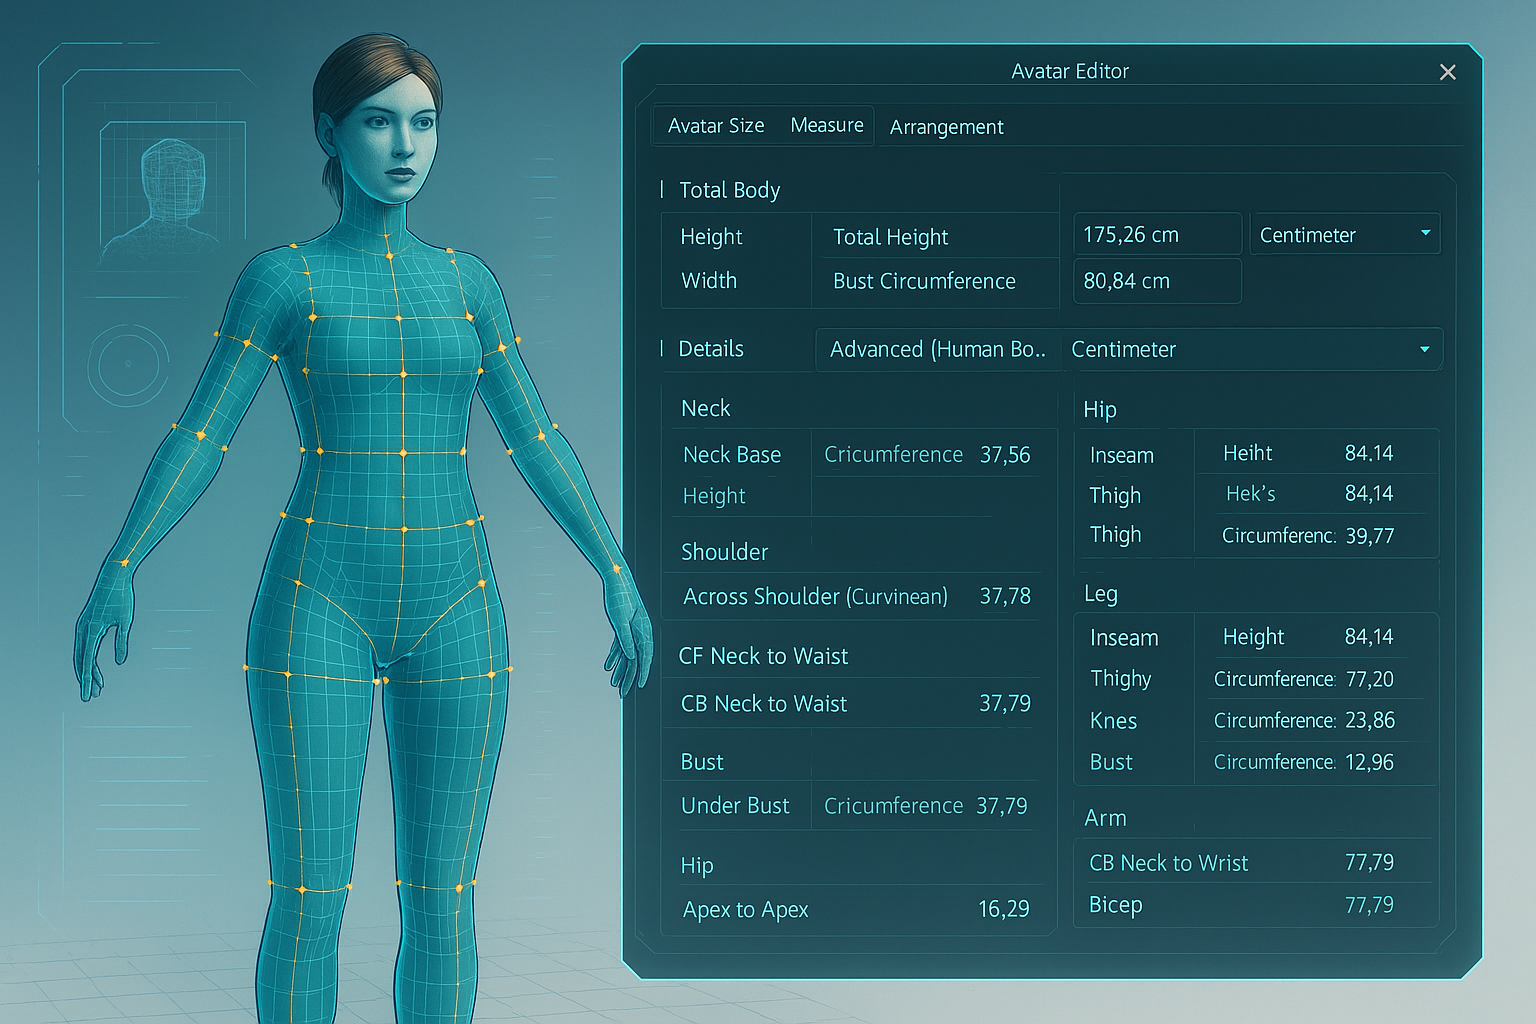 Avatar Editor
Avatar Size Measure Arrangement
Total Body
Height Total Height 175,26 cm Centimeter
Width Bust Circumference 80,84 cm
Details Advanced (Human Bo.. Centimeter
Neck
Neck Base Cricumference 37,56
Height
Shoulder
Across Shoulder (Curvinean) 37,78
CF Neck to Waist
CB Neck to Waist 37,79
Bust
Under Bust Cricumference 37,79
Hip
Apex to Apex 16,29
Hip
Inseam Heiht 84.14
Thigh Hek's 84,14
Thigh Circumferenc: 39,77
Leg
Inseam Height 84,14
Thighy Circumference: 77,20
Knes Circumference: 23,86
Bust Circumference: 12,96
Arm
CB Neck to Wrist 77,79
Bicep 77,79